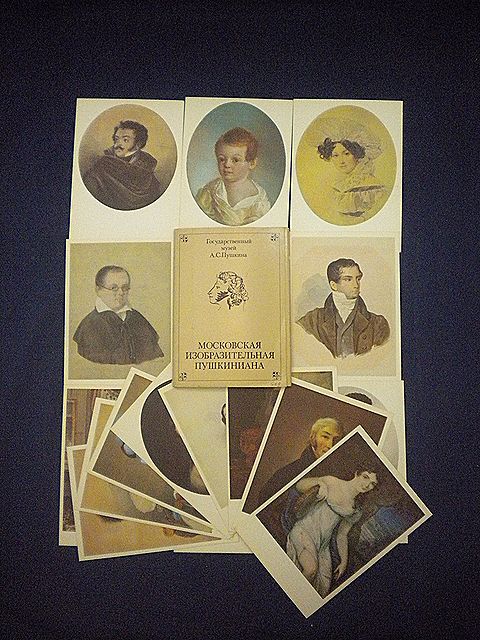 Государственный
музей
А.С.Пушкина
МОСКОВСКАЯ
ИЗОБРАЗИТЕЛЬНАЯ
ПУШКИНИАНА